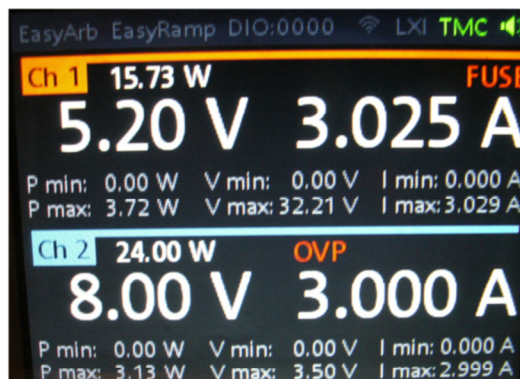 EasyArb EasyRamp DIO:0000 LXI TMC
Ch 1 15.73 W FUSE
5.20 V 3.025 A
P min: 0.00 W V min: 0.00 V I min: 0.000 A
P max: 3.72 W V max: 32.21 V I max: 3.029 A
Ch 2 24.00 W OVP
8.00 V 3.000 A
P min: 0.00 W V min: 0.00 V I min: 0.000 A
P max: 3.13 W V max: 3.50 V I max: 2.999 A